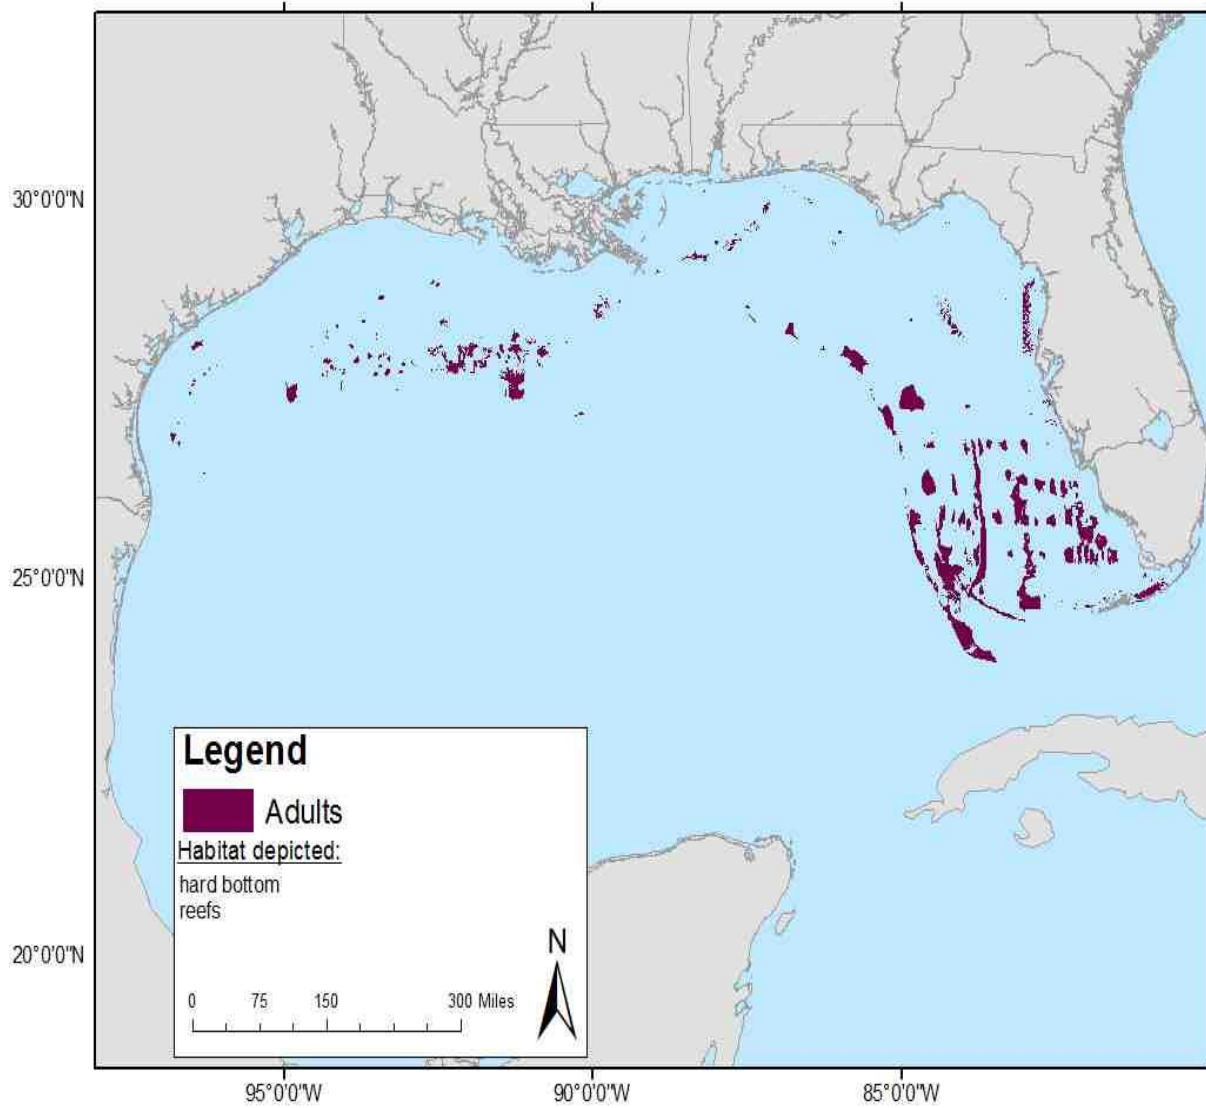 30°0'0"N
25°0'0"N
20°0'0"N
Legend
Adults
Habitat depicted:
hard bottom
reefs
N
0 75 150 300 Miles
95°0'0"W 90°0'0"W 85°0'0"W